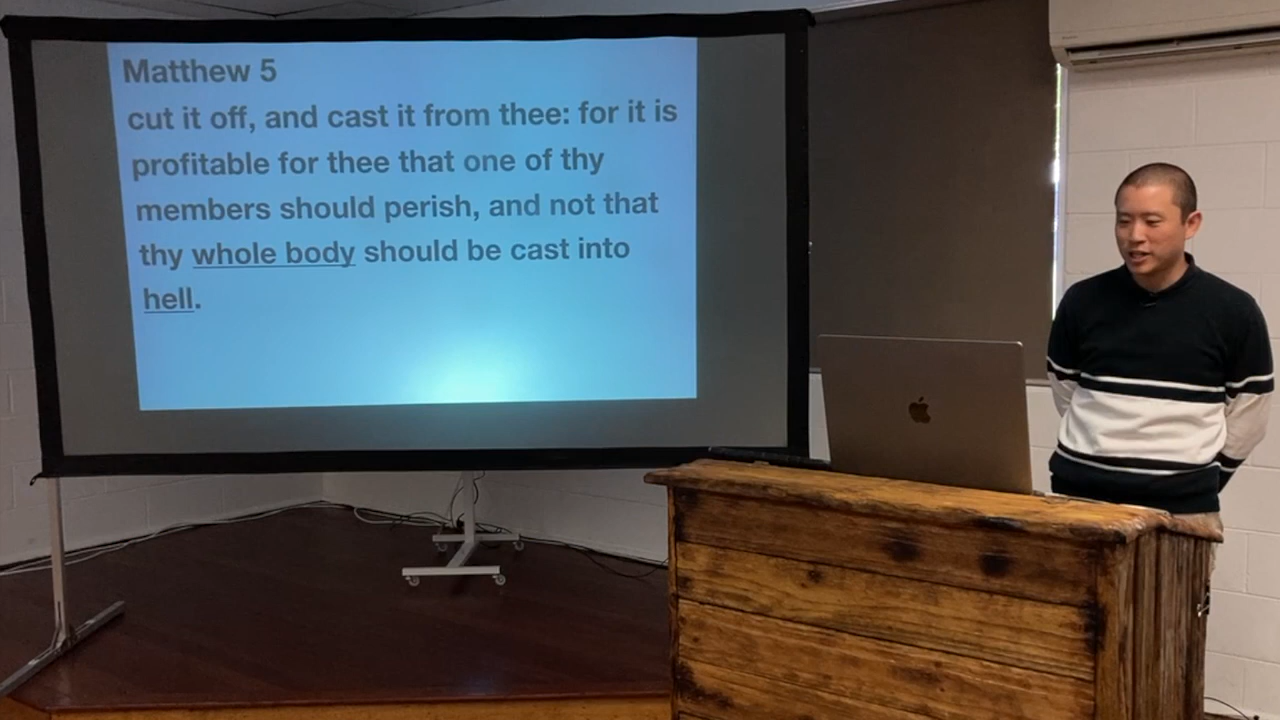 Matthew 5
cut it off, and cast it from thee: for it is
profitable for thee that one of thy
members should perish, and not that
thy whole body should be cast into
hell.